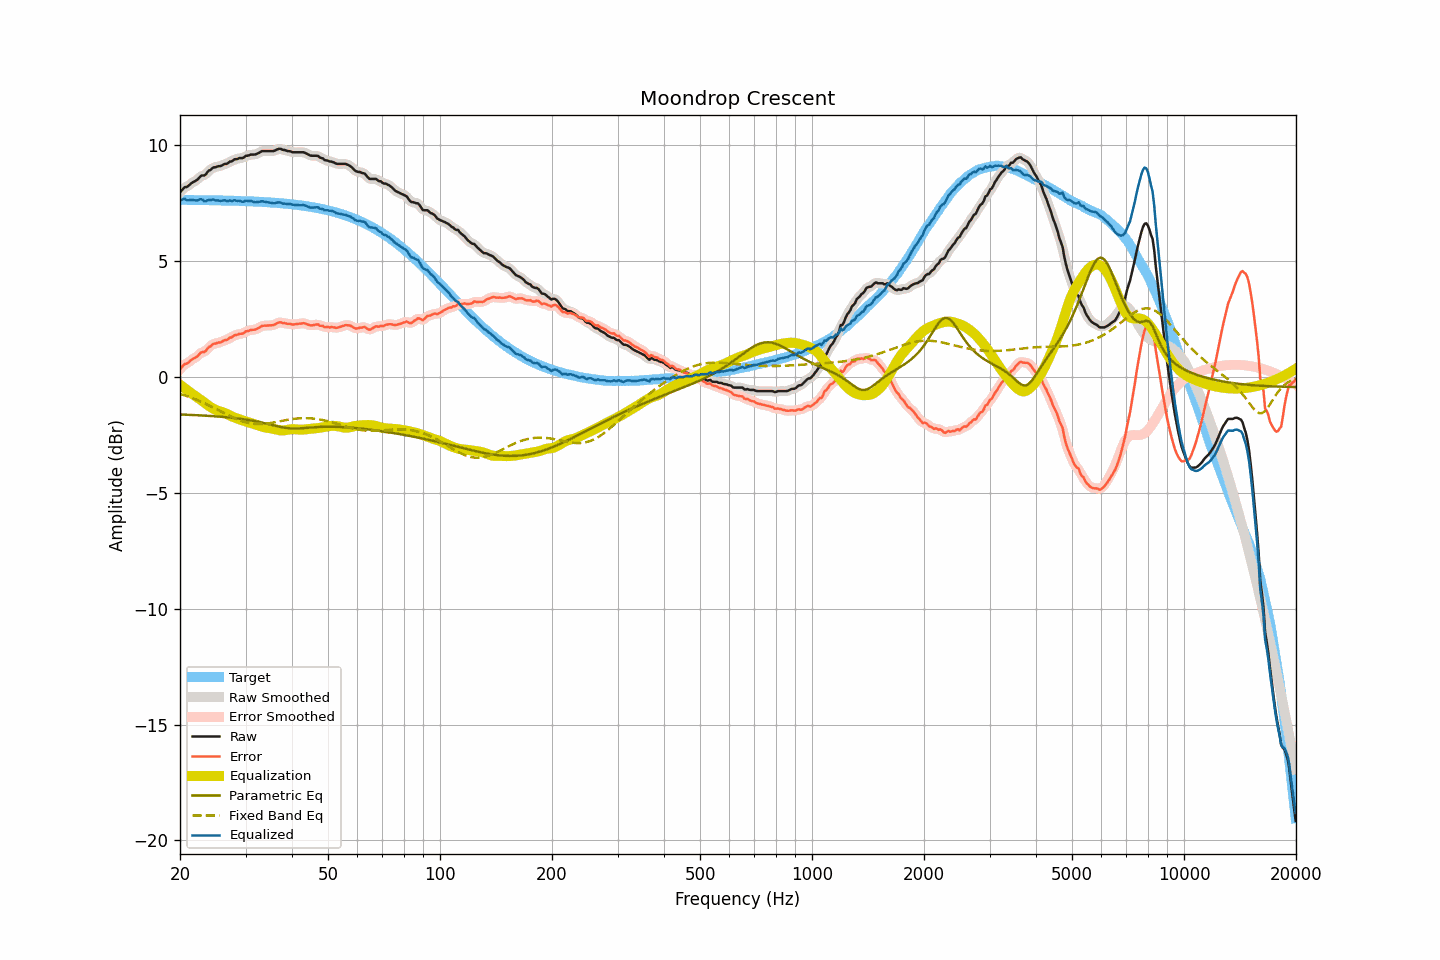 Moondrop Crescent
10
5
0
−5
−10
−15
−20
Amplitude (dBr)
Target
Raw Smoothed
Error Smoothed
Raw
Error
Equalization
Parametric Eq
Fixed Band Eq
Equalized
20 50 100 200 500 1000 2000 5000 10000 20000
Frequency (Hz)